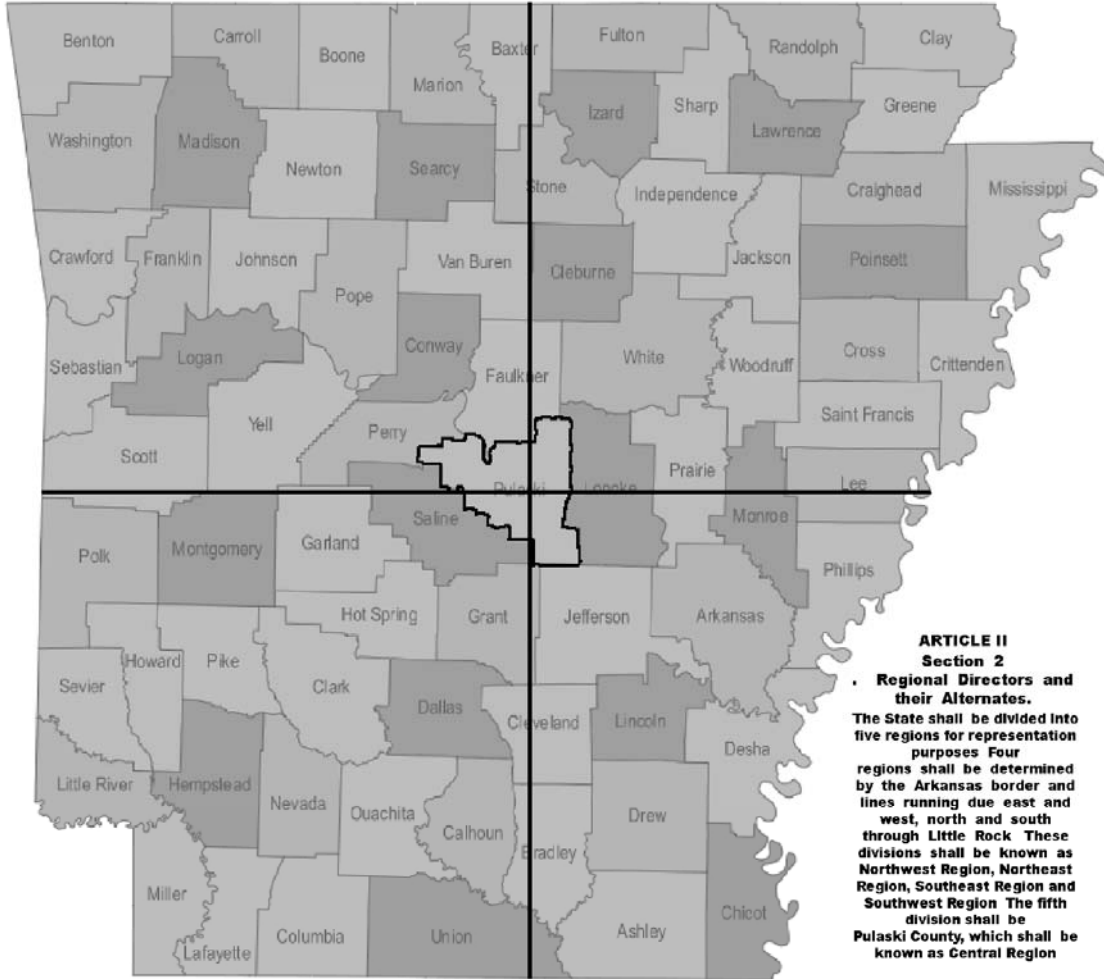 Benton
Carroll
Boone
Marion
Baxter
Fulton
Randolph
Clay
Izard
Sharp
Lawrence
Greene
Washington
Madison
Newton
Searcy
Stone
Independence
Craighead
Mississippi
Crawford
Franklin
Johnson
Pope
Van Buren
Cleburne
Jackson
Poinsett
Sebastian
Logan
Conway
Faulkner
White
Woodruff
Cross
Crittenden
Scott
Yell
Perry
Pulaski
Lonoke
Prairie
Saint Francis
Lee
Polk
Montgomery
Garland
Saline
Monroe
Phillips
Hot Spring
Grant
Jefferson
Arkansas
Sevier
Howard
Pike
Clark
Dallas
Cleveland
Lincoln
Desha
Little River
Hempstead
Nevada
Ouachita
Calhoun
Bradley
Drew
Miller
Lafayette
Columbia
Union
Ashley
Chicot
ARTICLE II
Section 2
. Regional Directors and
their Alternates.
The State shall be divided into
five regions for representation
purposes Four
regions shall be determined
by the Arkansas border and
lines running due east and
west, north and south
through Little Rock These
divisions shall be known as
Northwest Region, Northeast
Region, Southeast Region and
Southwest Region The fifth
division shall be
Pulaski County, which shall be
known as Central Region